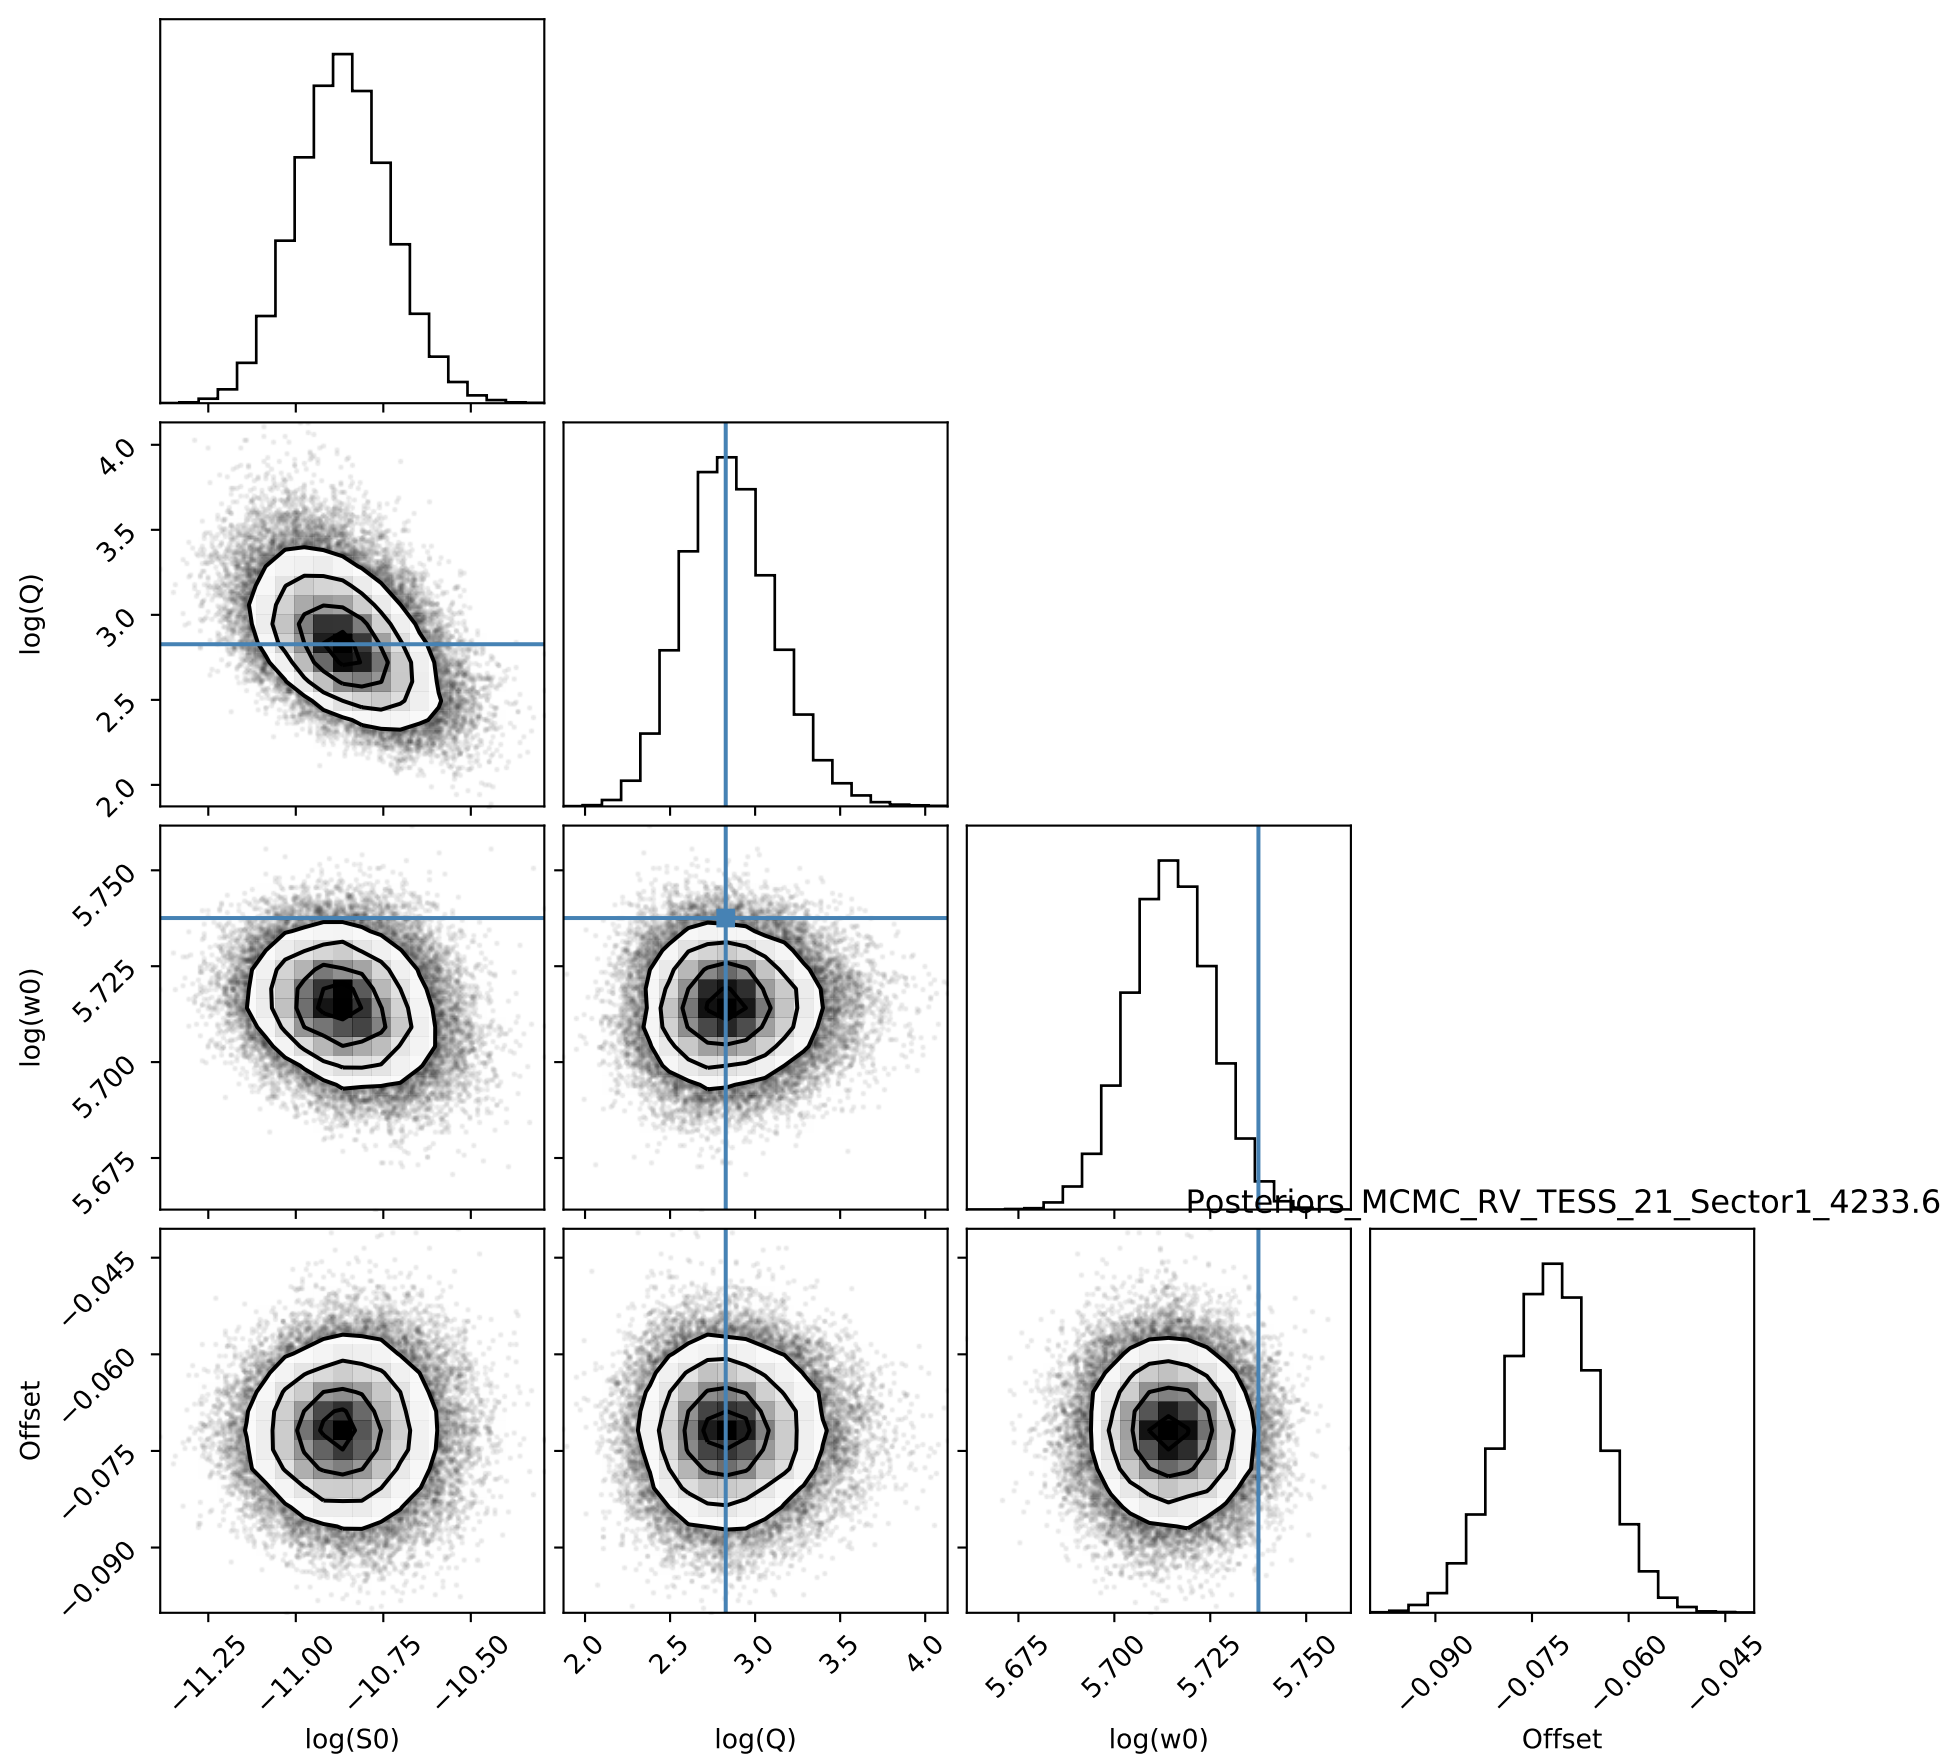 4.0
3.5
3.0
2.5
2.0
log(Q)
5.750
5.725
5.700
5.675
log(w0)
Posteriors_MCMC_RV_TESS_21_Sector1_4233.6
−0.045
−0.060
−0.075
−0.090
Offset
−11.25 −11.00 −10.75 −10.50 2.0 2.5 3.0 3.5 4.0 5.675 5.700 5.725 5.750 −0.090 −0.075 −0.060 −0.045
log(S0) log(Q) log(w0) Offset